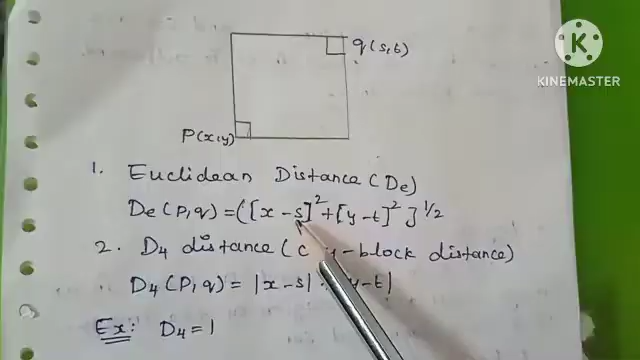 q(s,t)
K
KINEMASTER
P(x,y)
1. Euclidean Distance (De)
De(P,q) = ([x-s]²+[y-t]²]^1/2
2. D4 distance ( -block distance)
D4(P,q) = |x-s| y-t|
Ex: D4=1